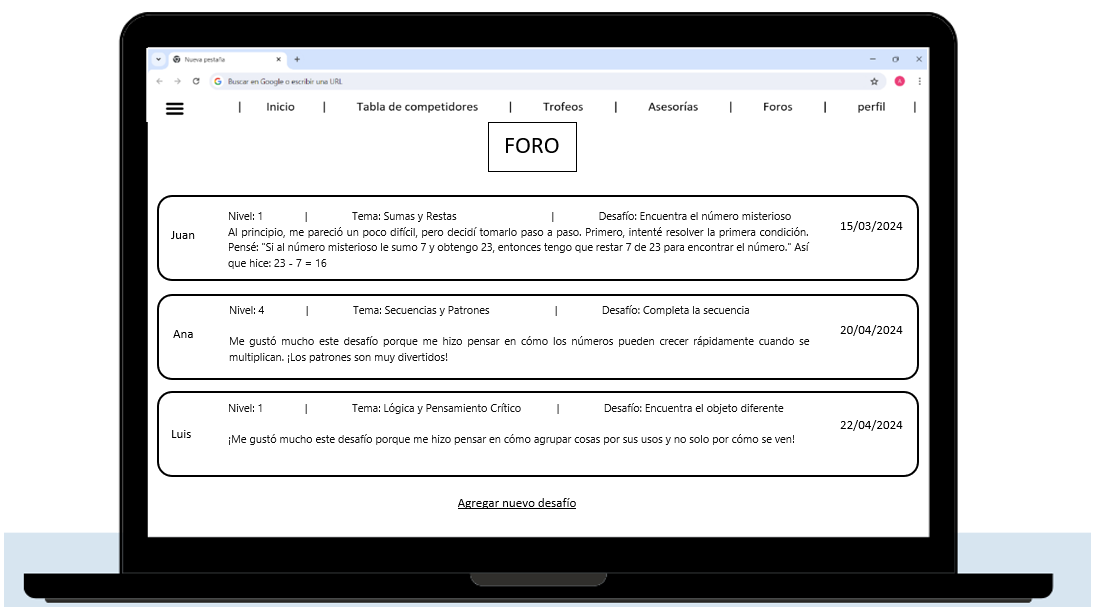 Nueva pestaña
Buscar en Google o escribir una URL
| Inicio | Tabla de competidores | Trofeos | Asesorías | Foros | perfil |
FORO
Juan
Nivel: 1 | Tema: Sumas y Restas | Desafío: Encuentra el número misterioso
Al principio, me pareció un poco difícil, pero decidí tomarlo paso a paso. Primero, intenté resolver la primera condición.
Pensé: "Si al número misterioso le sumo 7 y obtengo 23, entonces tengo que restar 7 de 23 para encontrar el número." Así
que hice: 23 - 7 = 16
15/03/2024
Ana
Nivel: 4 | Tema: Secuencias y Patrones | Desafío: Completa la secuencia
Me gustó mucho este desafío porque me hizo pensar en cómo los números pueden crecer rápidamente cuando se
multiplican. ¡Los patrones son muy divertidos!
20/04/2024
Luis
Nivel: 1 | Tema: Lógica y Pensamiento Crítico | Desafío: Encuentra el objeto diferente
¡Me gustó mucho este desafío porque me hizo pensar en cómo agrupar cosas por sus usos y no solo por cómo se ven!
22/04/2024
Agregar nuevo desafío